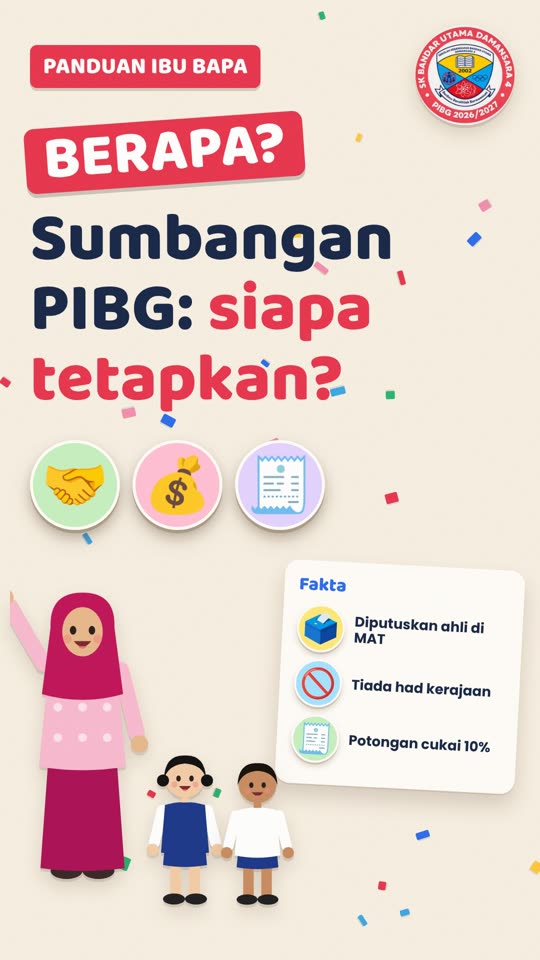 PANDUAN IBU BAPA
SK BANDAR UTAMA DAMANSARA 4
2002
PIBG 2026/2027
BERAPA?
Sumbangan
PIBG: siapa
tetapkan?
$
Fakta
Diputuskan ahli di
MAT
Tiada had kerajaan
Potongan cukai 10%